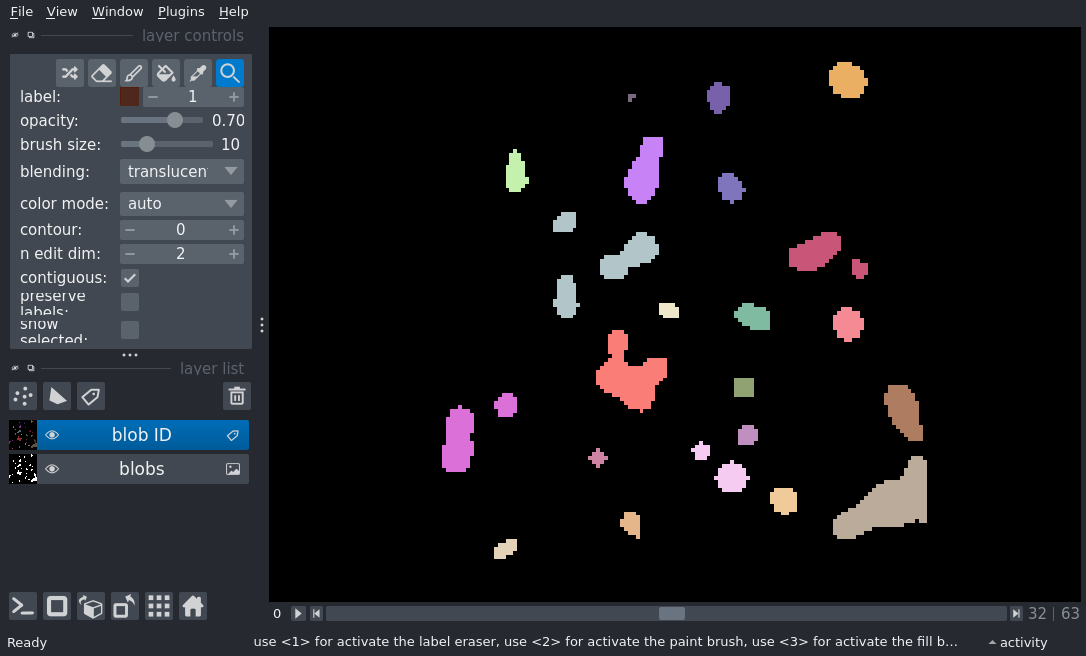 File View Window Plugins Help
layer controls
label: 1
opacity: 0.70
brush size: 10
blending: translucen
color mode: auto
contour: 0
n edit dim: 2
contiguous:
preserve
labels:
show
selected:
layer list
blob ID
blobs
0 32 63
Ready use <1> for activate the label eraser, use <2> for activate the paint brush, use <3> for activate the fill b... activity